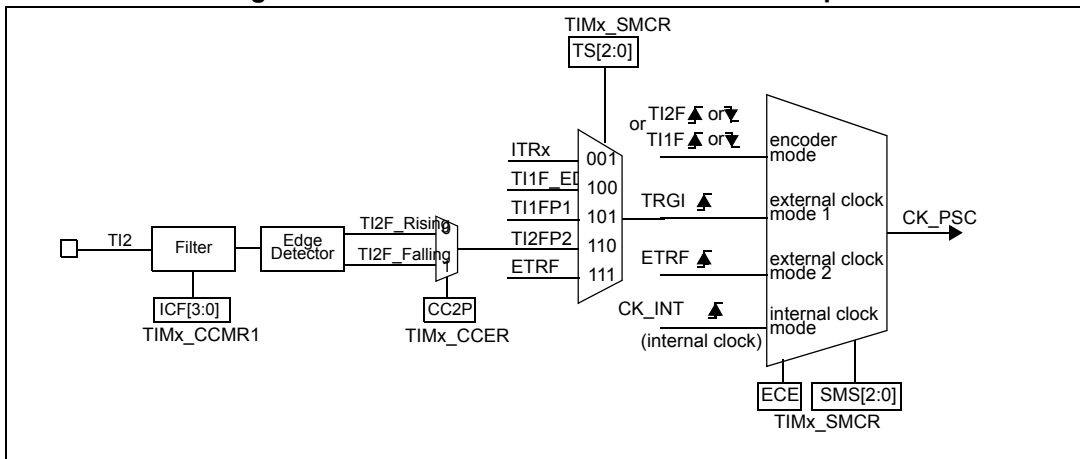 TIMx_SMCR
TS[2:0]
or TI2F or
TI1F or
encoder
mode
ITRx
001
TI1F_ED
100
TI1FP1
101
TRGI
external clock
mode 1
CK_PSC
TI2
Filter
Edge
Detector
TI2F_Rising
0
TI2F_Falling
1
TI2FP2
110
ETRF
111
ETRF
external clock
mode 2
CK_INT
(internal clock)
internal clock
mode
ICF[3:0]
TIMx_CCMR1
CC2P
TIMx_CCER
ECE
SMS[2:0]
TIMx_SMCR